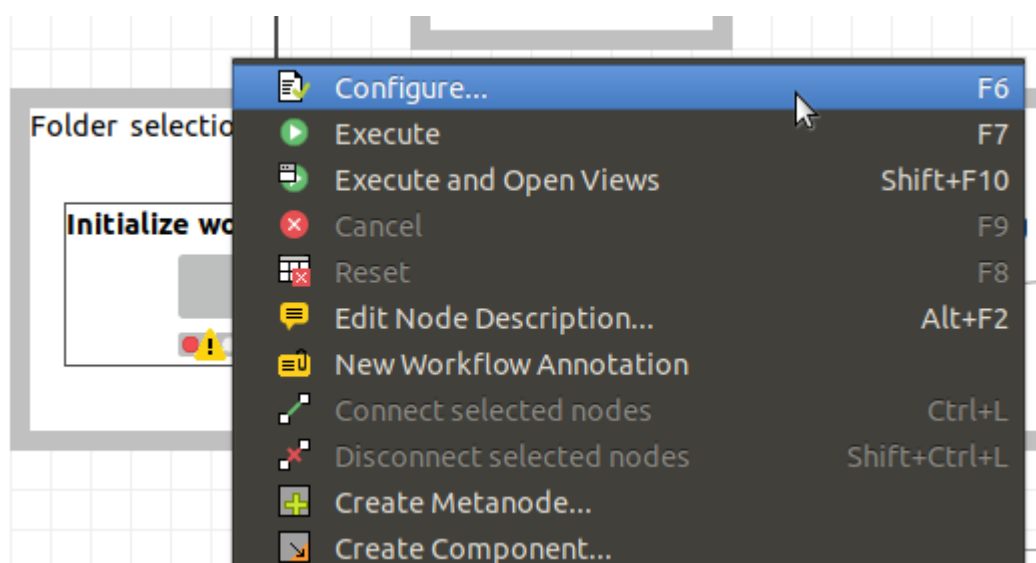 Configure... F6
Folder selectio
Execute F7
Execute and Open Views Shift+F10
Initialize wo
Cancel F9
Reset F8
Edit Node Description... Alt+F2
New Workflow Annotation
Connect selected nodes Ctrl+L
Disconnect selected nodes Shift+Ctrl+L
Create Metanode...
Create Component...